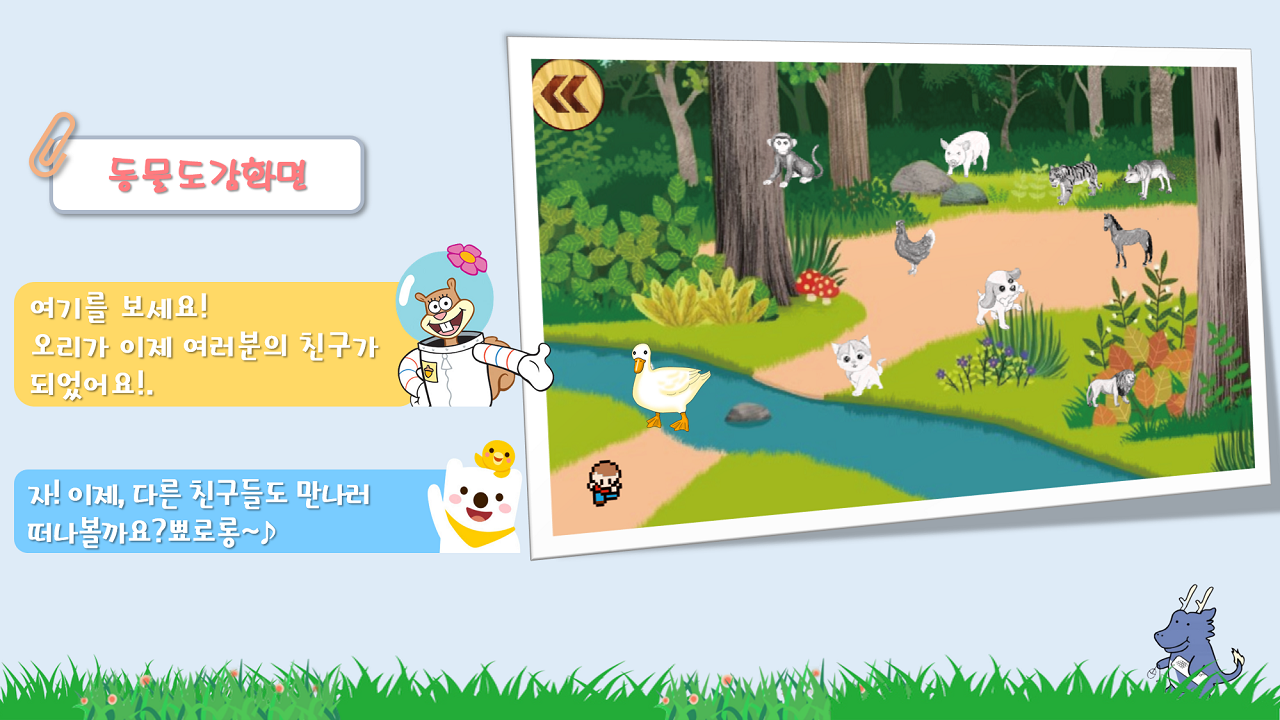 동물도감화면
여기를 보세요!
오리가 이제 여러분의 친구가
되었어요!.
자! 이제, 다른 친구들도 만나러
떠나볼까요?뾰로롱~♪